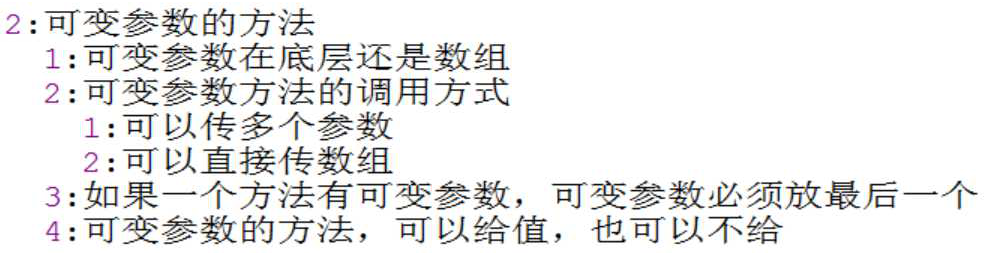 2:可变参数的方法
1:可变参数在底层还是数组
2:可变参数方法的调用方式
1:可以传多个参数
2:可以直接传数组
3:如果一个方法有可变参数，可变参数必须放最后一个
4:可变参数的方法，可以给值，也可以不给